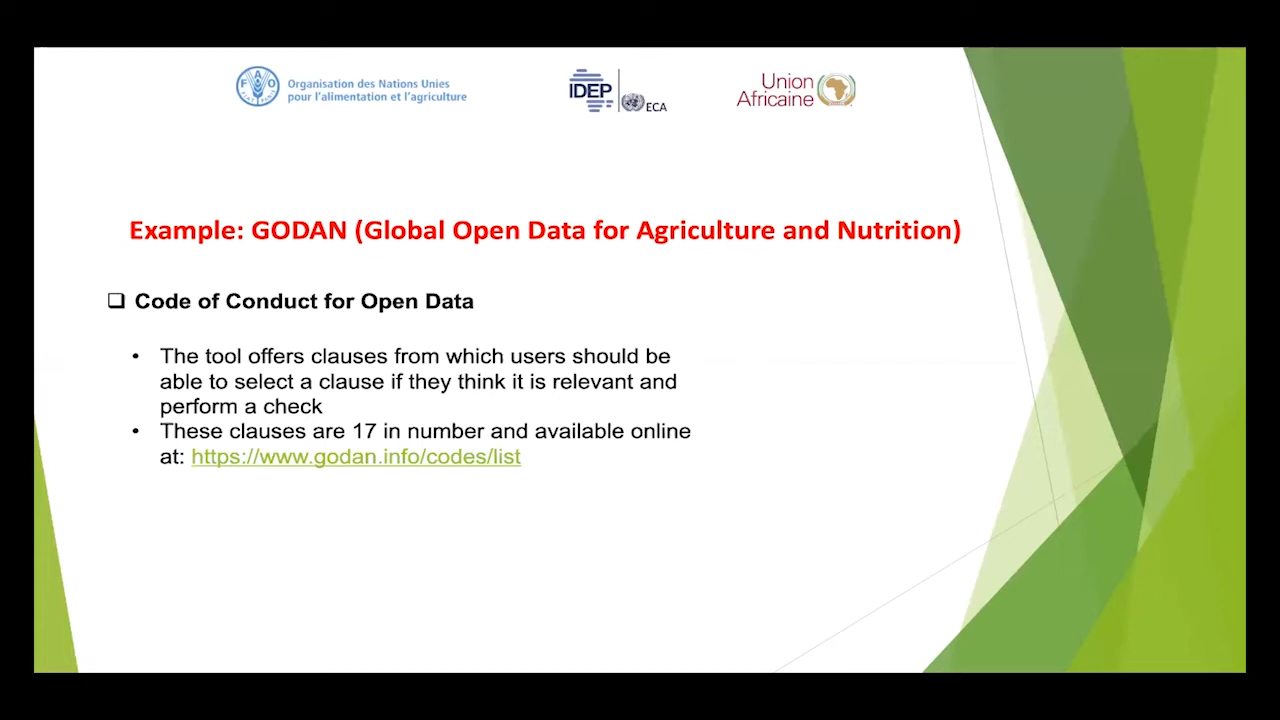 FAO
Organisation des Nations Unies
pour l'alimentation et l'agriculture
IDEP
ECA
Union
Africaine
Example: GODAN (Global Open Data for Agriculture and Nutrition)
Code of Conduct for Open Data
• The tool offers clauses from which users should be
able to select a clause if they think it is relevant and
perform a check
• These clauses are 17 in number and available online
at: https://www.godan.info/codes/list